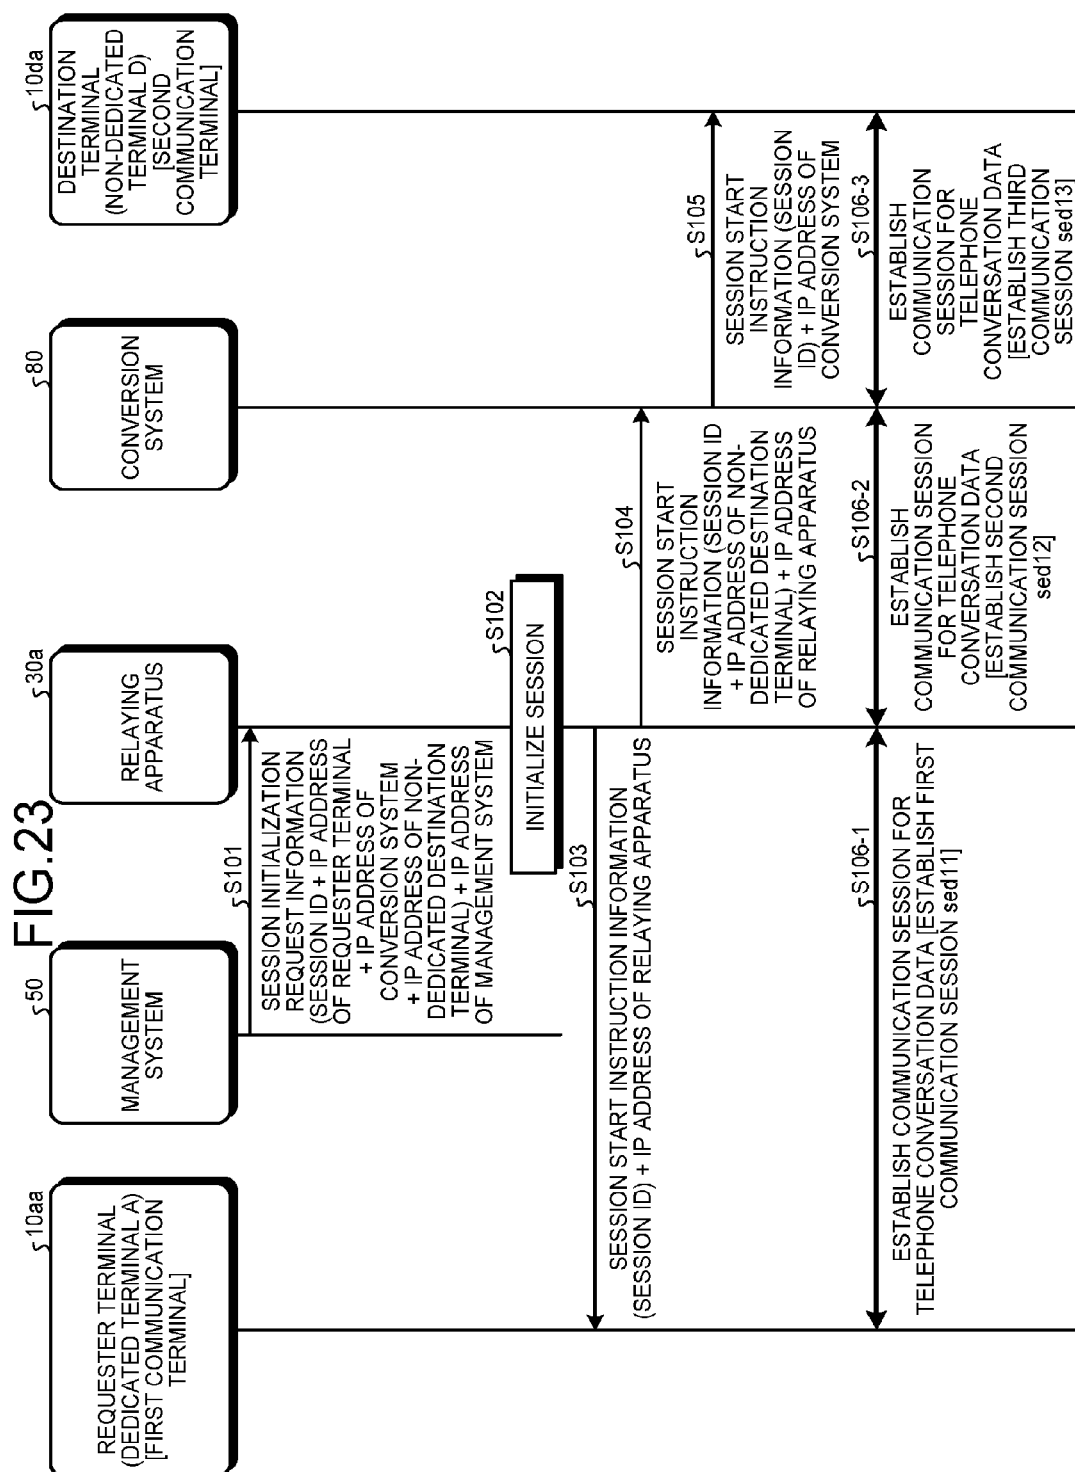 FIG.23
10aa
REQUESTER TERMINAL
(DEDICATED TERMINAL A)
[FIRST COMMUNICATION
TERMINAL]
50
MANAGEMENT
SYSTEM
30a
RELAYING
APPARATUS
80
CONVERSION
SYSTEM
10da
DESTINATION
TERMINAL
(NON-DEDICATED
TERMINAL D)
[SECOND
COMMUNICATION
TERMINAL]
S101
SESSION INITIALIZATION
REQUEST INFORMATION
(SESSION ID + IP ADDRESS
OF REQUESTER TERMINAL
+ IP ADDRESS OF
CONVERSION SYSTEM
+ IP ADDRESS OF NON-
DEDICATED DESTINATION
TERMINAL) + IP ADDRESS
OF MANAGEMENT SYSTEM
S102
INITIALIZE SESSION
S103
SESSION START INSTRUCTION INFORMATION
(SESSION ID) + IP ADDRESS OF RELAYING APPARATUS
S104
SESSION START
INSTRUCTION
INFORMATION (SESSION ID
+ IP ADDRESS OF NON-
DEDICATED DESTINATION
TERMINAL) + IP ADDRESS
OF RELAYING APPARATUS
S105
SESSION START
INSTRUCTION
INFORMATION (SESSION
ID) + IP ADDRESS OF
CONVERSION SYSTEM
S106-1
ESTABLISH COMMUNICATION SESSION FOR
TELEPHONE CONVERSATION DATA [ESTABLISH FIRST
COMMUNICATION SESSION sed11]
S106-2
ESTABLISH
COMMUNICATION SESSION
FOR TELEPHONE
CONVERSATION DATA
[ESTABLISH SECOND
COMMUNICATION SESSION
sed12]
S106-3
ESTABLISH
COMMUNICATION
SESSION FOR
TELEPHONE
CONVERSATION DATA
[ESTABLISH THIRD
COMMUNICATION
SESSION sed13]